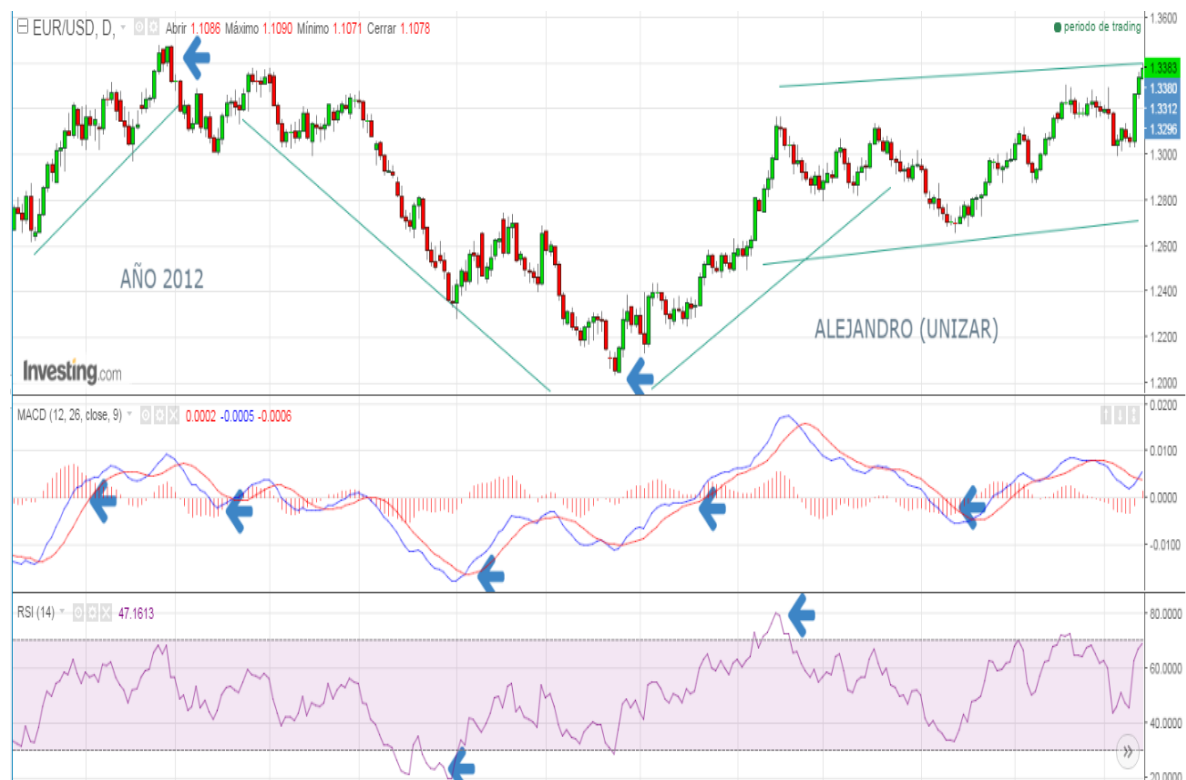 EUR/USD, D, Abrir 1.1086 Máximo 1.1090 Mínimo 1.1071 Cerrar 1.1078
periodo de trading
1.3600
1.3383
1.3380
1.3312
1.3296
1.3000
1.2800
1.2600
1.2400
1.2200
1.2000
AÑO 2012
ALEJANDRO (UNIZAR)
Investing.com
MACD (12, 26, close, 9) 0.0002 -0.0005 -0.0006
0.0200
0.0100
0.0000
-0.0100
RSI (14) 47.1613
80.0000
60.0000
40.0000
20.0000